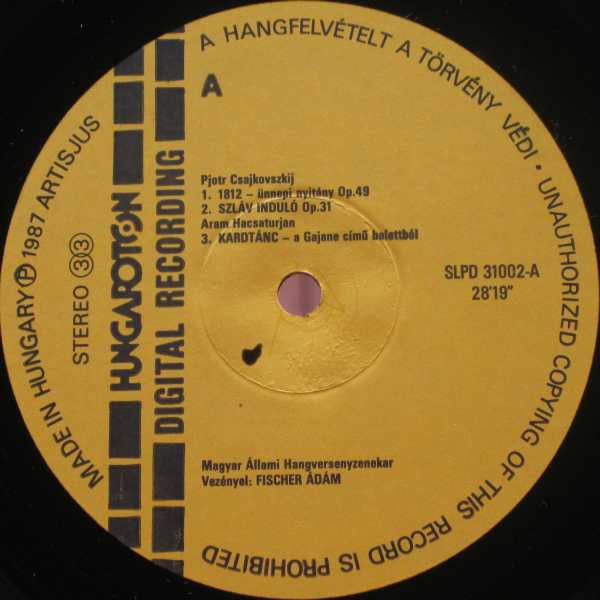 A HANGFELVÉTELT A TÖRVÉNY VÉDI · UNAUTHORIZED COPYING OF THIS RECORD IS PROHIBITED
MADE IN HUNGARY Ⓟ 1987 ARTISJUS
STEREO 33
HUNGAROTON
DIGITAL RECORDING
A
Pjotr Csajkovszkij
1. 1812 – ünnepi nyitány Op.49
2. SZLÁV INDULÓ Op.31
Aram Hacsaturjan
3. KARDTÁNC – a Gajane című balettból
SLPD 31002-A
28'19"
Magyar Állami Hangversenyzenekar
Vezényel: FISCHER ÁDÁM